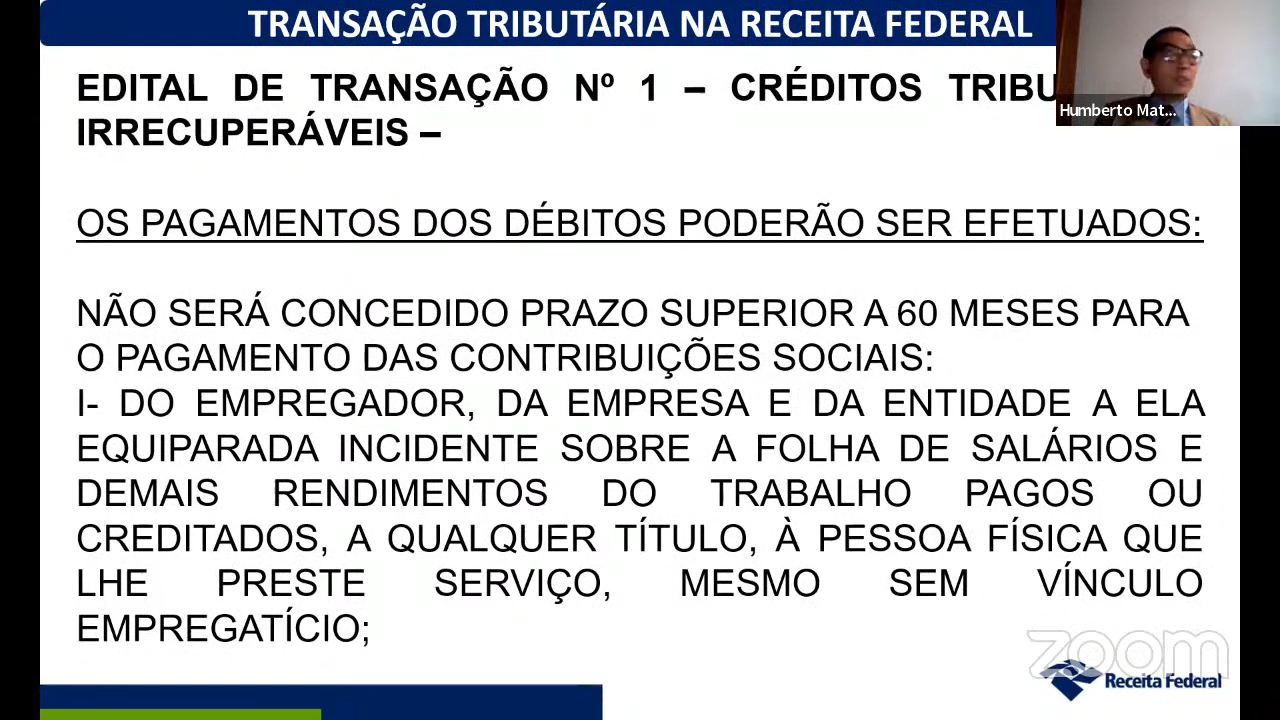 TRANSAÇÃO TRIBUTÁRIA NA RECEITA FEDERAL
EDITAL DE TRANSAÇÃO Nº 1 – CRÉDITOS
IRRECUPERÁVEIS –
Humberto Mat...
OS PAGAMENTOS DOS DÉBITOS PODERÃO SER EFETUADOS:
NÃO SERÁ CONCEDIDO PRAZO SUPERIOR A 60 MESES PARA
O PAGAMENTO DAS CONTRIBUIÇÕES SOCIAIS:
I- DO EMPREGADOR, DA EMPRESA E DA ENTIDADE A ELA
EQUIPARADA INCIDENTE SOBRE A FOLHA DE SALÁRIOS E
DEMAIS RENDIMENTOS DO TRABALHO PAGOS OU
CREDITADOS, A QUALQUER TÍTULO, À PESSOA FÍSICA QUE
LHE PRESTE SERVIÇO, MESMO SEM VÍNCULO
EMPREGATÍCIO;
zoom
Receita Federal